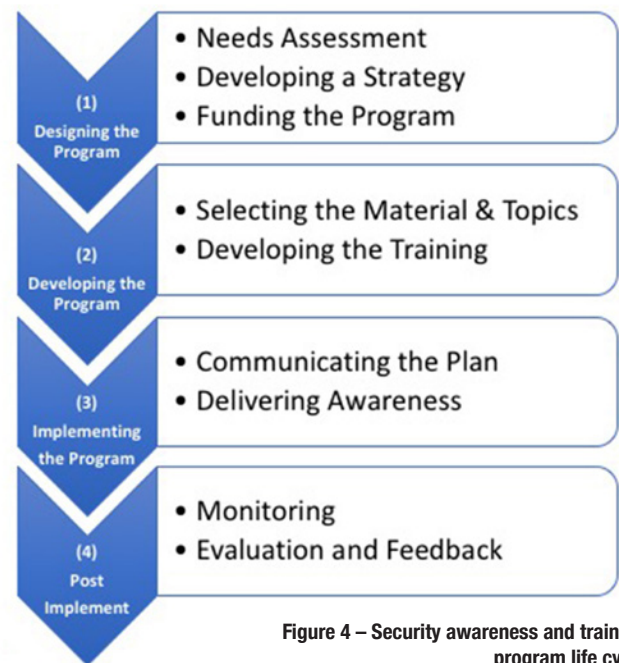 (1)
Designing the
Program
• Needs Assessment
• Developing a Strategy
• Funding the Program
(2)
Developing the
Program
• Selecting the Material & Topics
• Developing the Training
(3)
Implementing
the Program
• Communicating the Plan
• Delivering Awareness
(4)
Post
Implement
• Monitoring
• Evaluation and Feedback
Figure 4 – Security awareness and train
program life cy